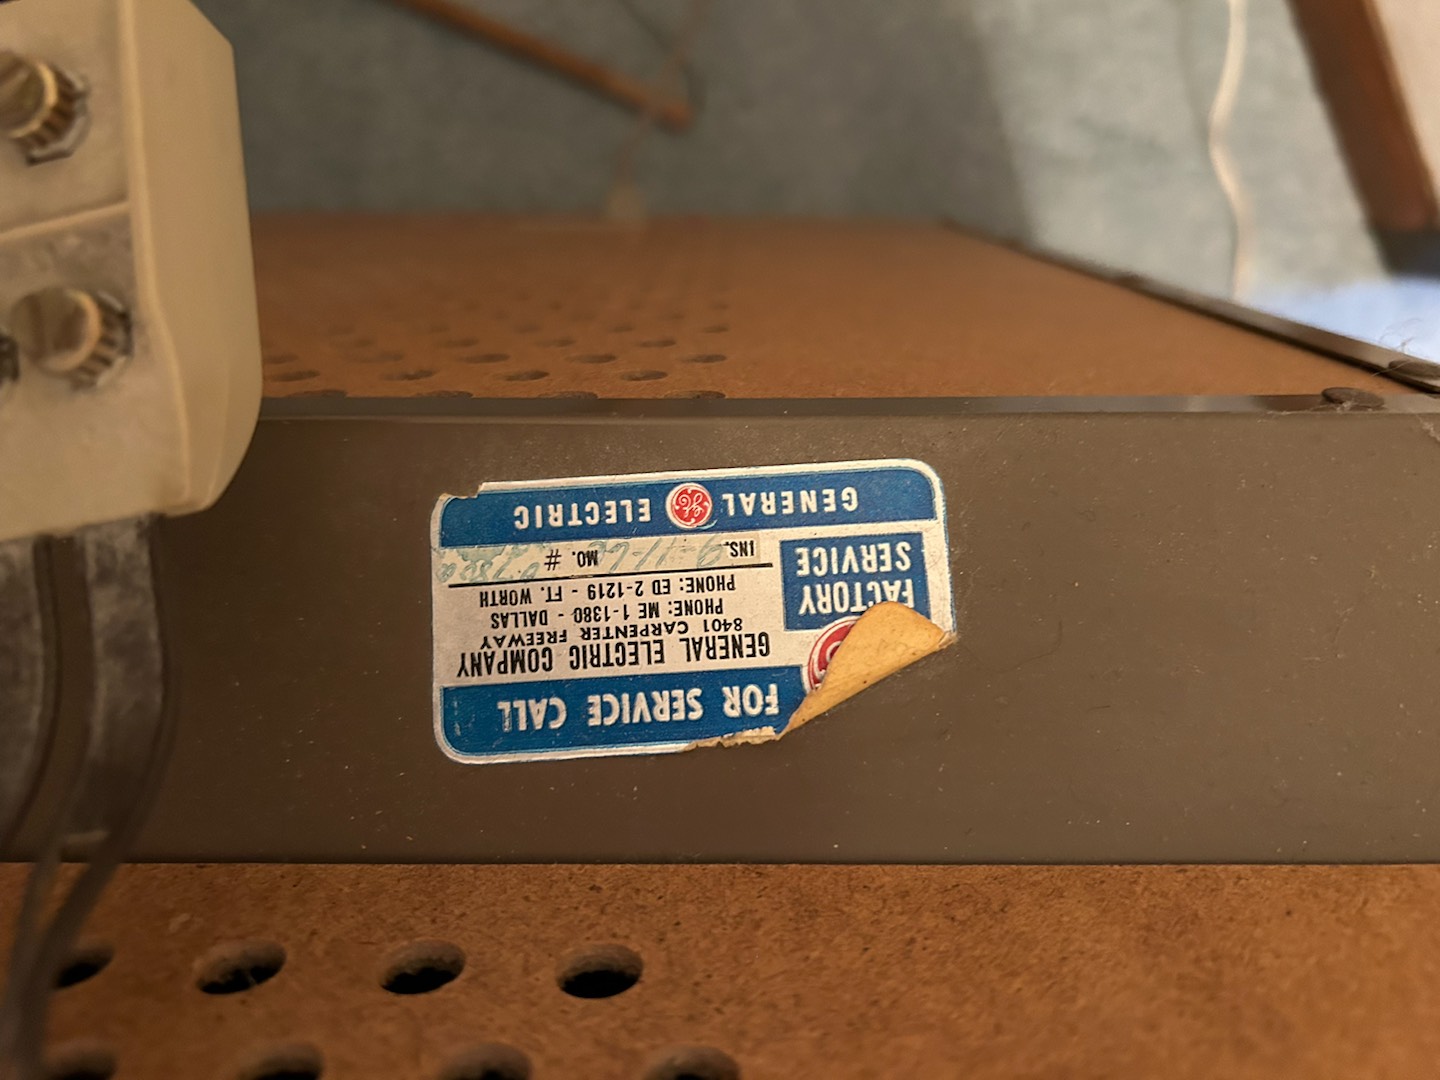 FOR SERVICE CALL
GENERAL ELECTRIC COMPANY
8401 CARPENTER FREEWAY
PHONE: ME 1-1380 - DALLAS
PHONE: ED 2-1219 - FT. WORTH
INS. MO. #
FACTORY
SERVICE
GENERAL ELECTRIC